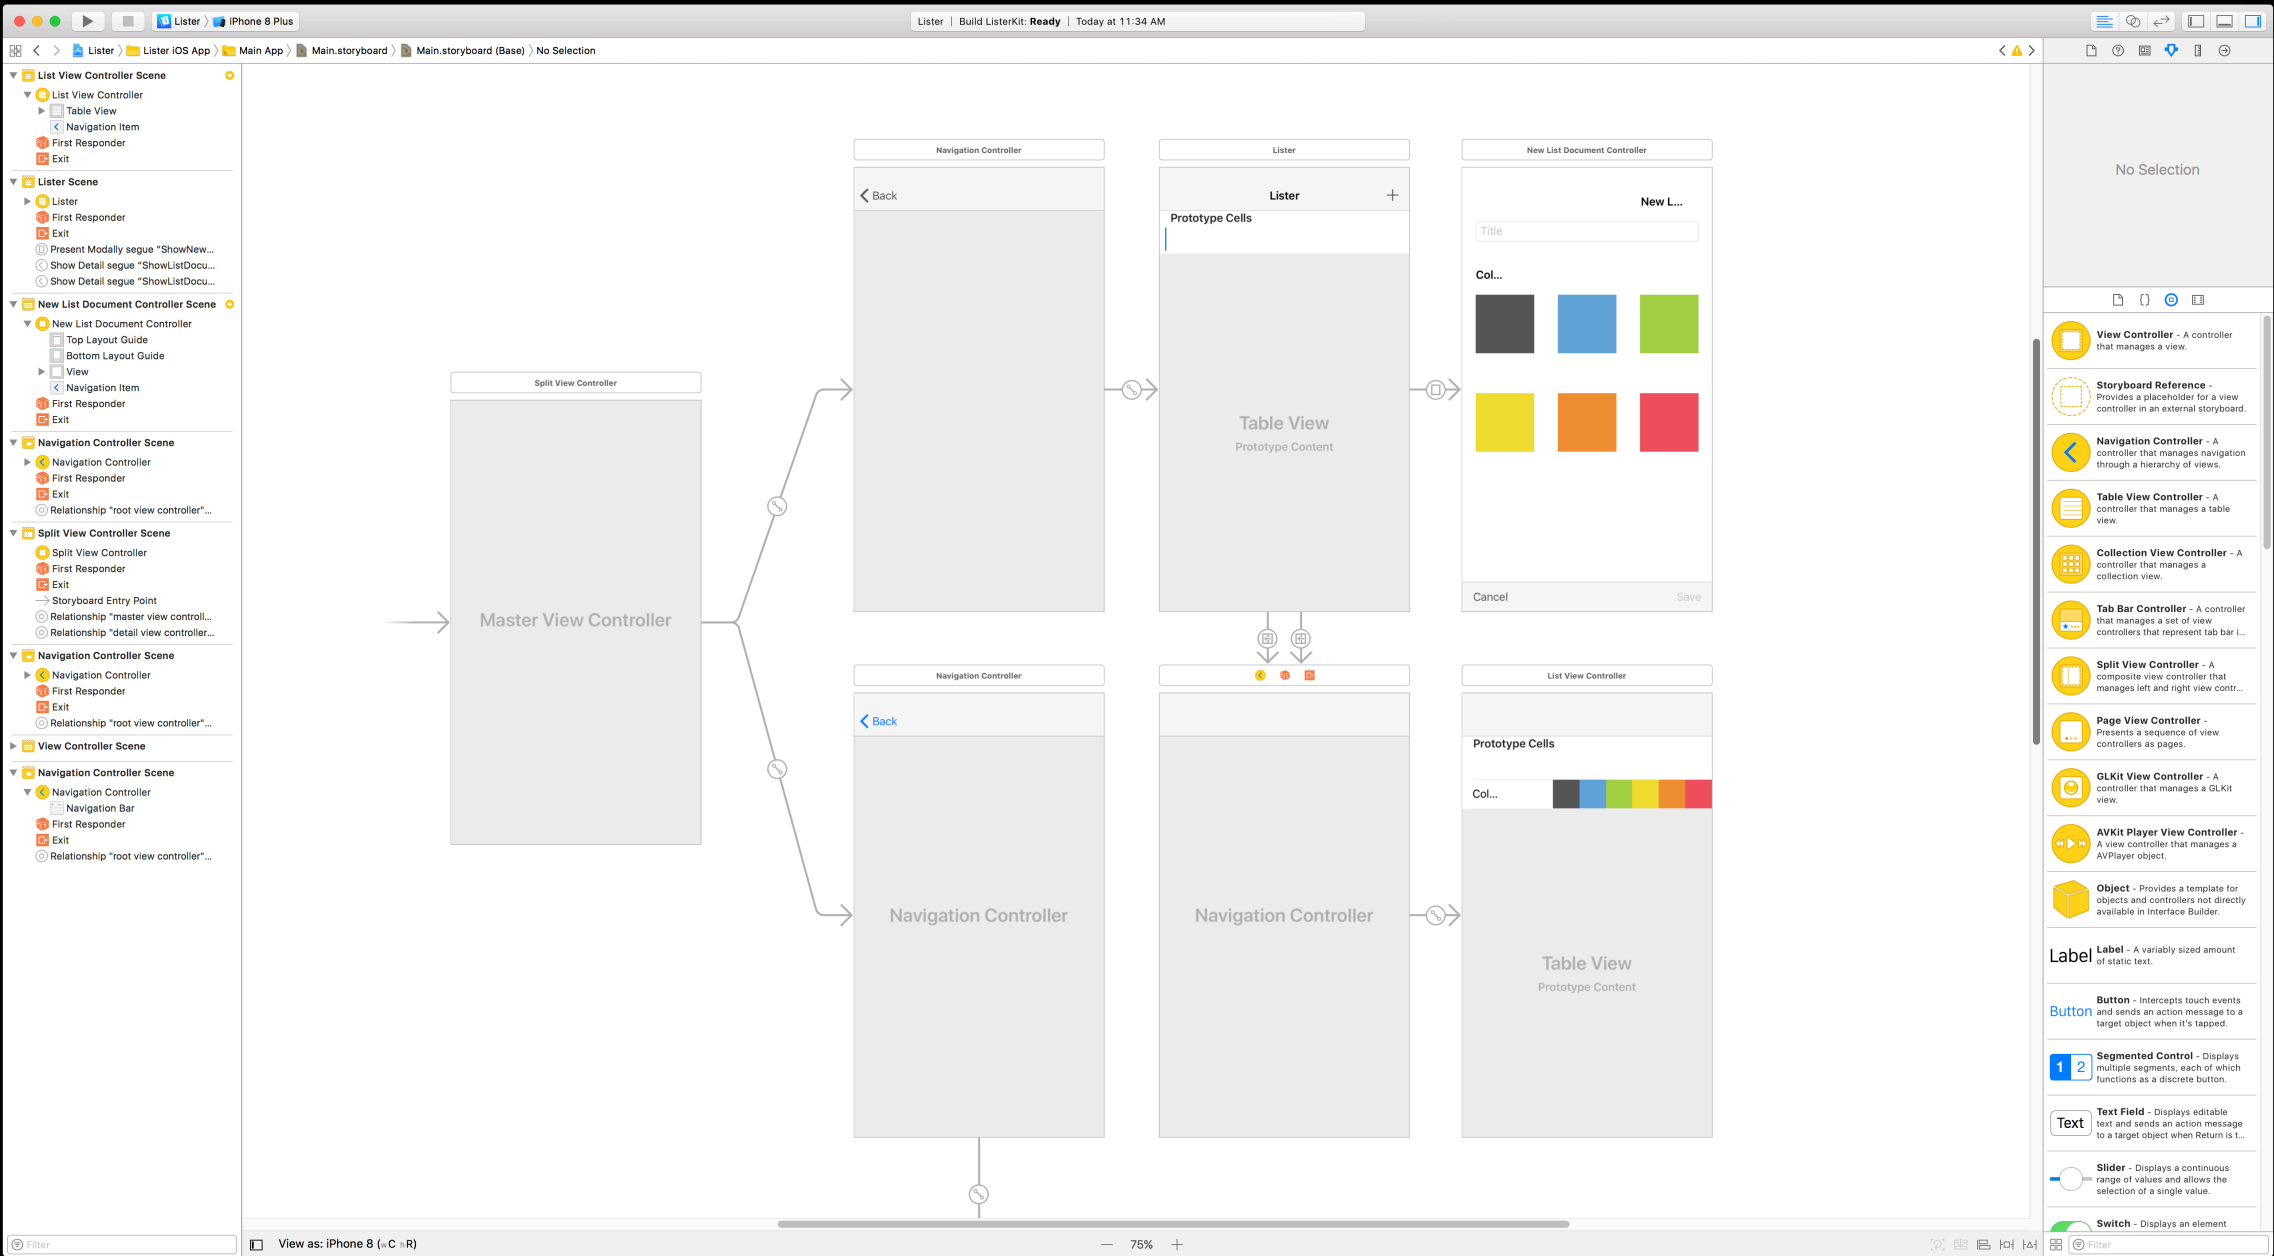 Lister
iPhone 8 Plus
Lister | Build ListerKit: Ready | Today at 11:34 AM
Lister
Lister iOS App
Main App
Main.storyboard
Main.storyboard (Base)
No Selection
List View Controller Scene
List View Controller
Table View
Navigation Item
First Responder
Exit
Lister Scene
Lister
First Responder
Exit
Present Modally segue "ShowNew...
Show Detail segue "ShowListDocu...
Show Detail segue "ShowListDocu...
New List Document Controller Scene
New List Document Controller
Top Layout Guide
Bottom Layout Guide
View
Navigation Item
First Responder
Exit
Navigation Controller Scene
Navigation Controller
First Responder
Exit
Relationship "root view controller"...
Split View Controller Scene
Split View Controller
First Responder
Exit
Storyboard Entry Point
Relationship "master view controll...
Relationship "detail view controller...
Navigation Controller Scene
Navigation Controller
First Responder
Exit
Relationship "root view controller"...
View Controller Scene
Navigation Controller Scene
Navigation Controller
Navigation Bar
First Responder
Exit
Relationship "root view controller"...
Filter
Split View Controller
Master View Controller
Navigation Controller
Back
Lister
Lister
Prototype Cells
Table View
Prototype Content
New List Document Controller
New L...
Title
Col...
Cancel
Save
Navigation Controller
Back
Navigation Controller
Navigation Controller
List View Controller
Prototype Cells
Col...
Table View
Prototype Content
View as: iPhone 8 (wC hR)
75%
No Selection
View Controller - A controller
that manages a view.
Storyboard Reference -
Provides a placeholder for a view
controller in an external storyboard.
Navigation Controller - A
controller that manages navigation
through a hierarchy of views.
Table View Controller - A
controller that manages a table
view.
Collection View Controller - A
controller that manages a
collection view.
Tab Bar Controller - A controller
that manages a set of view
controllers that represent tab bar i...
Split View Controller - A
composite view controller that
manages left and right view contr...
Page View Controller -
Presents a sequence of view
controllers as pages.
GLKit View Controller - A
controller that manages a GLKit
view.
AVKit Player View Controller -
A view controller that manages a
AVPlayer object.
Object - Provides a template for
objects and controllers not directly
available in Interface Builder.
Label
Label - A variably sized amount
of static text.
Button
Button - Intercepts touch events
and sends an action message to a
target object when it's tapped.
1 2
Segmented Control - Displays
multiple segments, each of which
functions as a discrete button.
Text
Text Field - Displays editable
text and sends an action message
to a target object when Return is t...
Slider - Displays a continuous
range of values and allows the
selection of a single value.
Switch - Displays an element
Filter